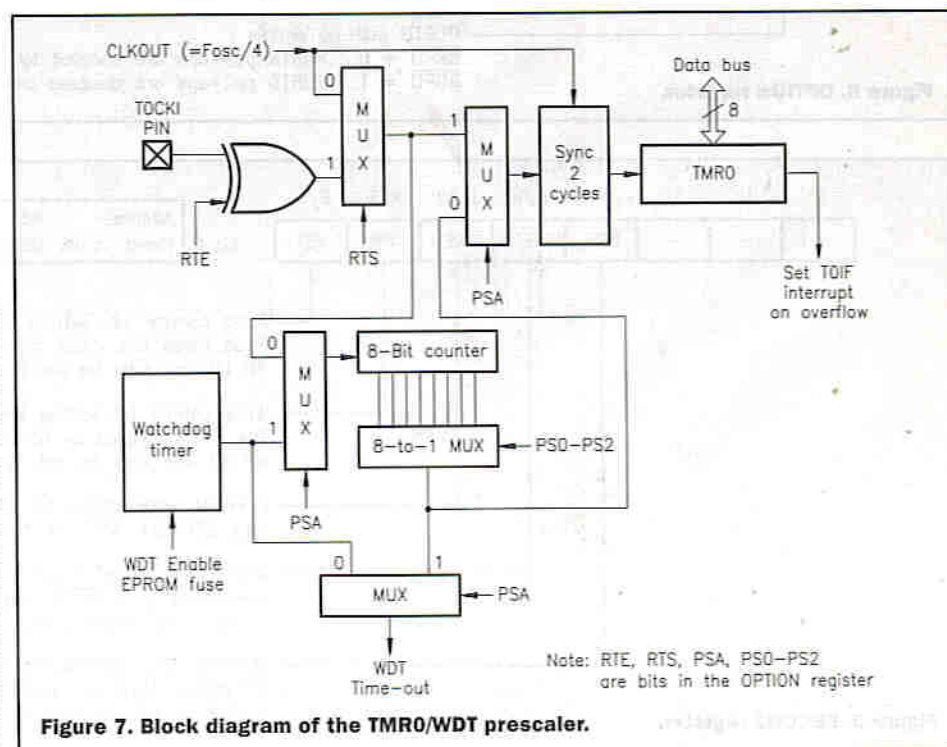 CLKOUT (=Fosc/4)
TOCKI
PIN
RTE
0
1
M
U
X
RTS
1
0
M
U
X
PSA
Sync
2
cycles
Data bus
8
TMR0
Set TOIF
interrupt
on overflow
Watchdog
timer
WDT Enable
EPROM fuse
0
1
M
U
X
PSA
8-Bit counter
8-to-1 MUX
PS0-PS2
0
1
MUX
PSA
WDT
Time-out
Note: RTE, RTS, PSA, PS0-PS2
are bits in the OPTION register
Figure 7. Block diagram of the TMR0/WDT prescaler.